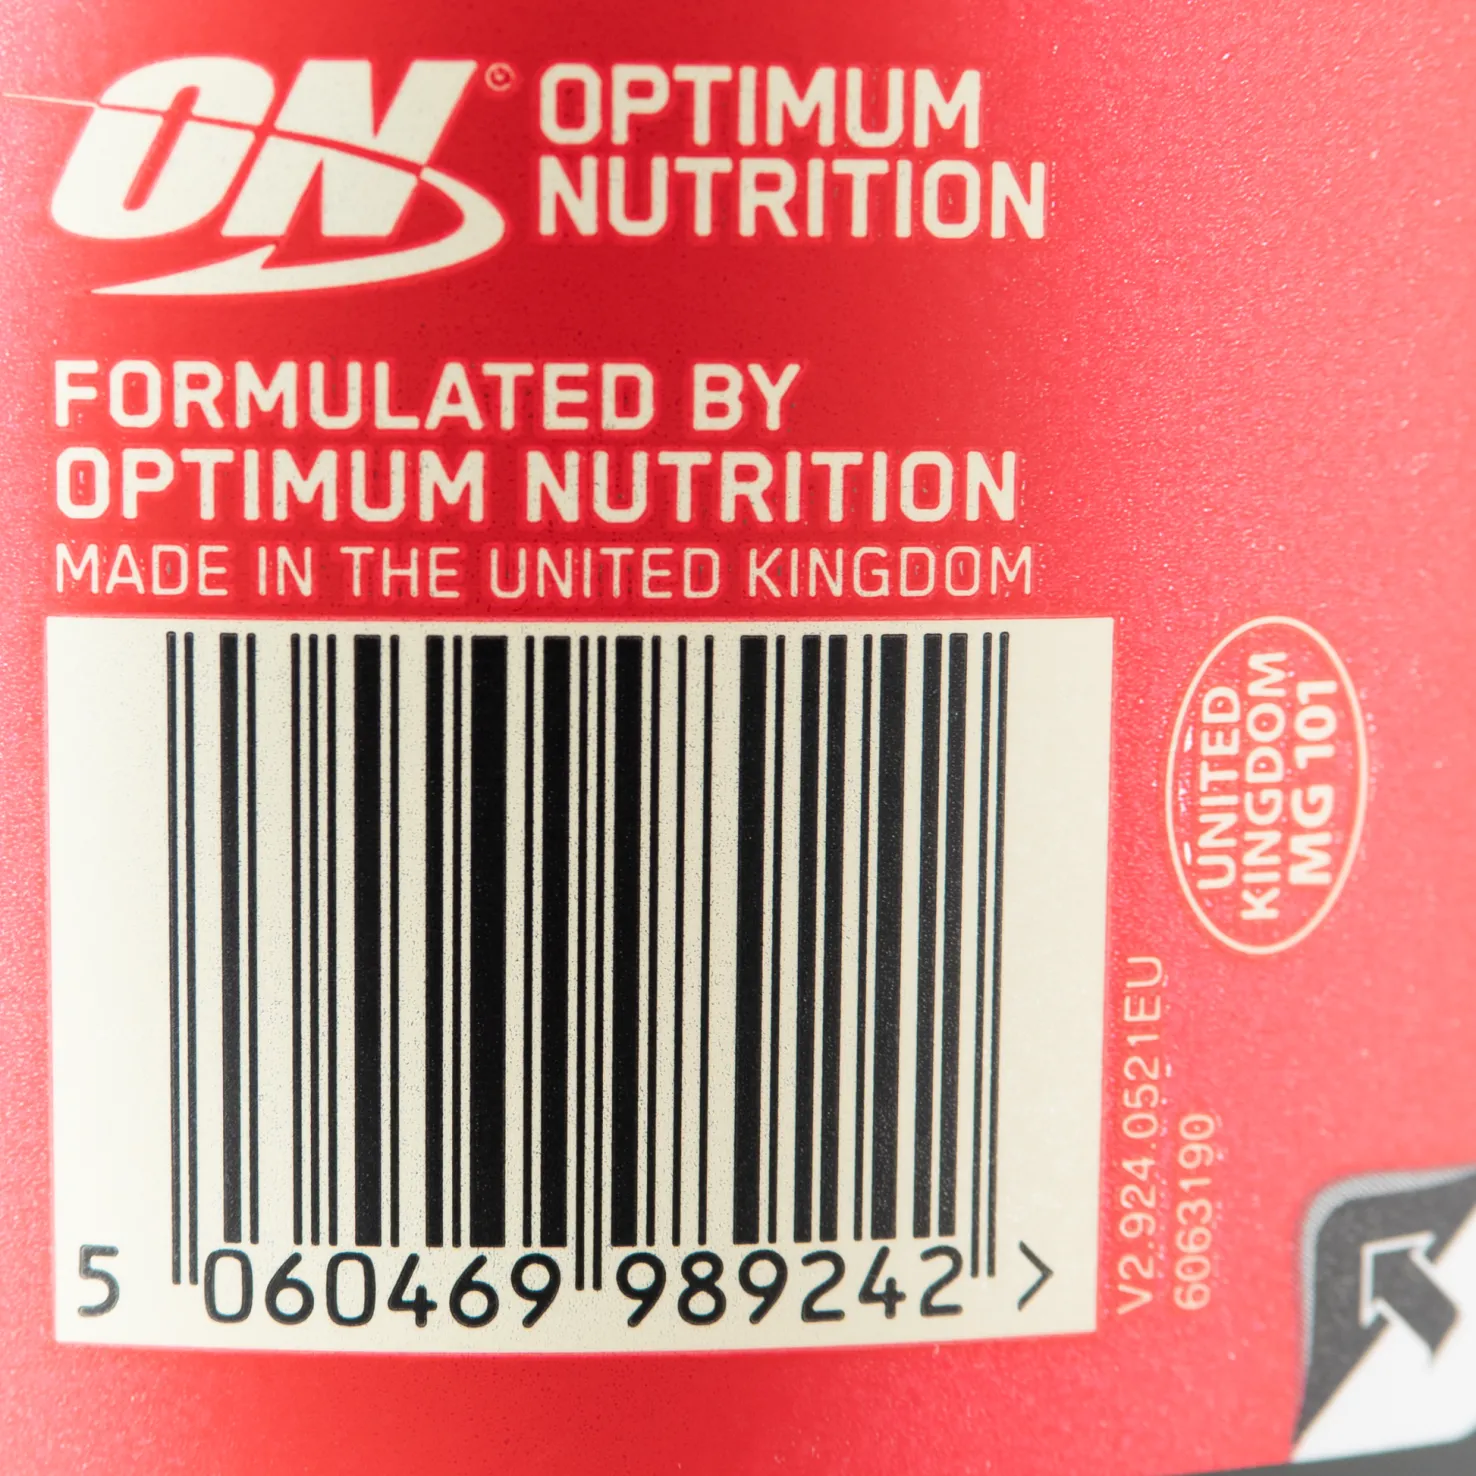 ON® OPTIMUM
NUTRITION
FORMULATED BY
OPTIMUM NUTRITION
MADE IN THE UNITED KINGDOM
5 060469 989242 >
V2.924.0521EU
6063190
UNITED
KINGDOM
MG 101